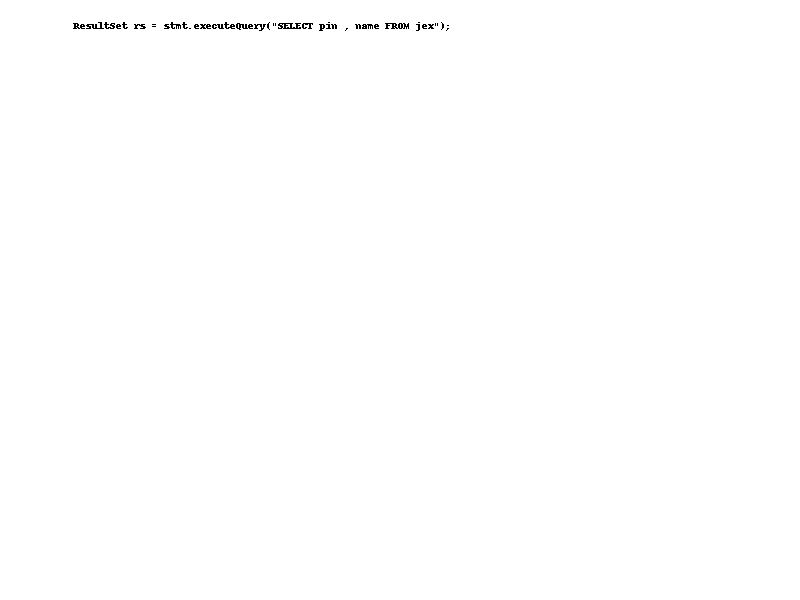 ResultSet rs = stmt.executeQuery("SELECT pin , name FROM jex");